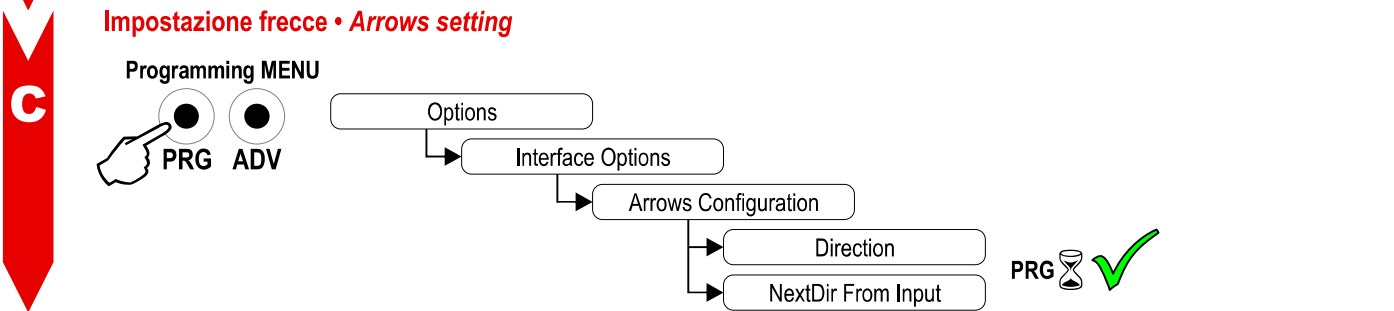 Impostazione frecce • Arrows setting
Programming MENU
C
PRG ADV
Options
Interface Options
Arrows Configuration
Direction
NextDir From Input
PRG